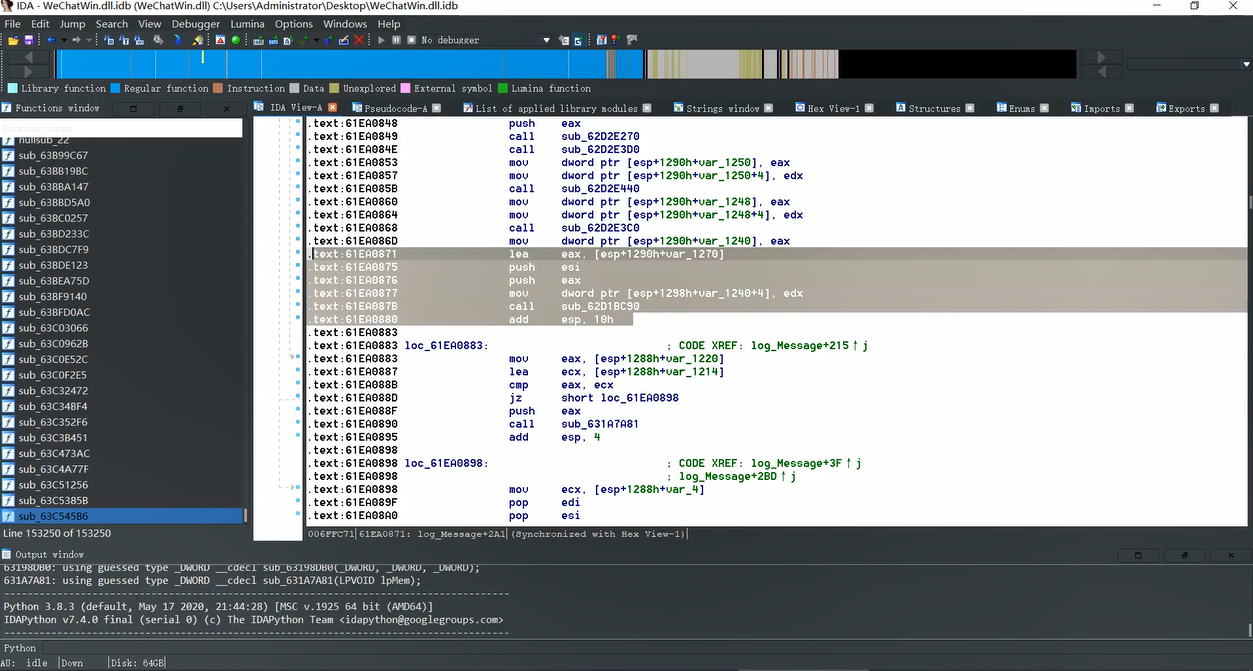 IDA - WeChatWin.dll.idb (WeChatWin.dll) C:\Users\Administrator\Desktop\WeChatWin.dll.idb
File Edit Jump Search View Debugger Lumina Options Windows Help
No debugger
Library function Regular function Instruction Data Unexplored External symbol Lumina function
Functions window
IDA View-A Pseudocode-A List of applied library modules Strings window Hex View-1 Structures Enums Imports Exports
nullsub_22
sub_63B99C67
sub_63BB19BC
sub_63BBA147
sub_63BBD5A0
sub_63BC0257
sub_63BD233C
sub_63BDC7F9
sub_63BDE123
sub_63BEA75D
sub_63BF9140
sub_63BFD0AC
sub_63C03066
sub_63C0962B
sub_63C0E52C
sub_63C0F2E5
sub_63C32472
sub_63C34BF4
sub_63C352F6
sub_63C3B451
sub_63C473AC
sub_63C4A77F
sub_63C51256
sub_63C5385B
sub_63C545B6
Line 153250 of 153250
.text:61EA0848 push eax
.text:61EA0849 call sub_62D2E270
.text:61EA084E call sub_62D2E3D0
.text:61EA0853 mov dword ptr [esp+1290h+var_1250], eax
.text:61EA0857 mov dword ptr [esp+1290h+var_1250+4], edx
.text:61EA085B call sub_62D2E440
.text:61EA0860 mov dword ptr [esp+1290h+var_1248], eax
.text:61EA0864 mov dword ptr [esp+1290h+var_1248+4], edx
.text:61EA0868 call sub_62D2E3C0
.text:61EA086D mov dword ptr [esp+1290h+var_1240], eax
.text:61EA0871 lea eax, [esp+1290h+var_1270]
.text:61EA0875 push esi
.text:61EA0876 push eax
.text:61EA0877 mov dword ptr [esp+1298h+var_1240+4], edx
.text:61EA087B call sub_62D1BC90
.text:61EA0880 add esp, 10h
.text:61EA0883
.text:61EA0883 loc_61EA0883: ; CODE XREF: log_Message+215↑j
.text:61EA0883 mov eax, [esp+1288h+var_1220]
.text:61EA0887 lea ecx, [esp+1288h+var_1214]
.text:61EA088B cmp eax, ecx
.text:61EA088D jz short loc_61EA0898
.text:61EA088F push eax
.text:61EA0890 call sub_631A7A81
.text:61EA0895 add esp, 4
.text:61EA0898
.text:61EA0898 loc_61EA0898: ; CODE XREF: log_Message+3F↑j
.text:61EA0898 ; log_Message+2BD↑j
.text:61EA0898 mov ecx, [esp+1288h+var_4]
.text:61EA089F pop edi
.text:61EA08A0 pop esi
006FFC71 61EA0871: log_Message+2A1 (Synchronized with Hex View-1)
Output window
63198DB0: using guessed type _DWORD __cdecl sub_63198DB0(_DWORD, _DWORD, _DWORD);
631A7A81: using guessed type _DWORD __cdecl sub_631A7A81(LPVOID lpMem);
---------------------------------------------------------------------------------------------
Python 3.8.3 (default, May 17 2020, 21:44:28) [MSC v.1925 64 bit (AMD64)]
IDAPython v7.4.0 final (serial 0) (c) The IDAPython Team <idapython@googlegroups.com>
---------------------------------------------------------------------------------------------
Python
AU: idle Down Disk: 64GB